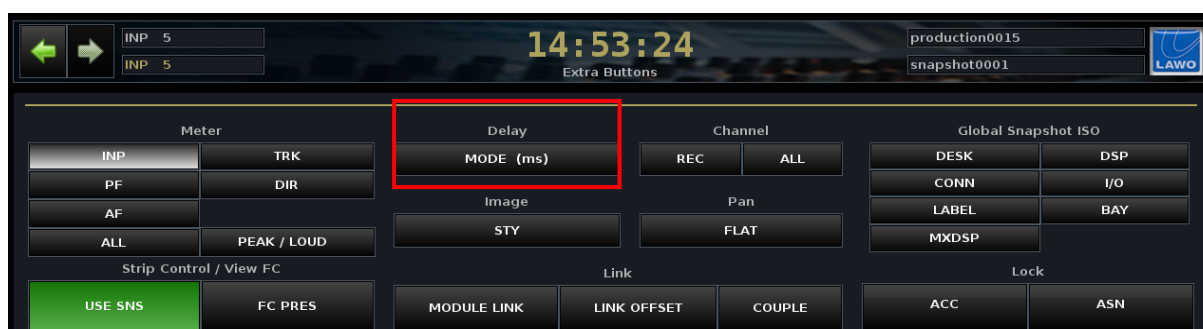 INP 5
INP 5
14:53:24
Extra Buttons
production0015
snapshot0001
LAWO
Meter
INP TRK
PF DIR
AF
ALL PEAK / LOUD
Delay
MODE (ms)
Channel
REC ALL
Image
STY
Pan
FLAT
Global Snapshot ISO
DESK DSP
CONN I/O
LABEL BAY
MXDSP
Strip Control / View FC
USE SNS FC PRES
Link
MODULE LINK LINK OFFSET COUPLE
Lock
ACC ASN